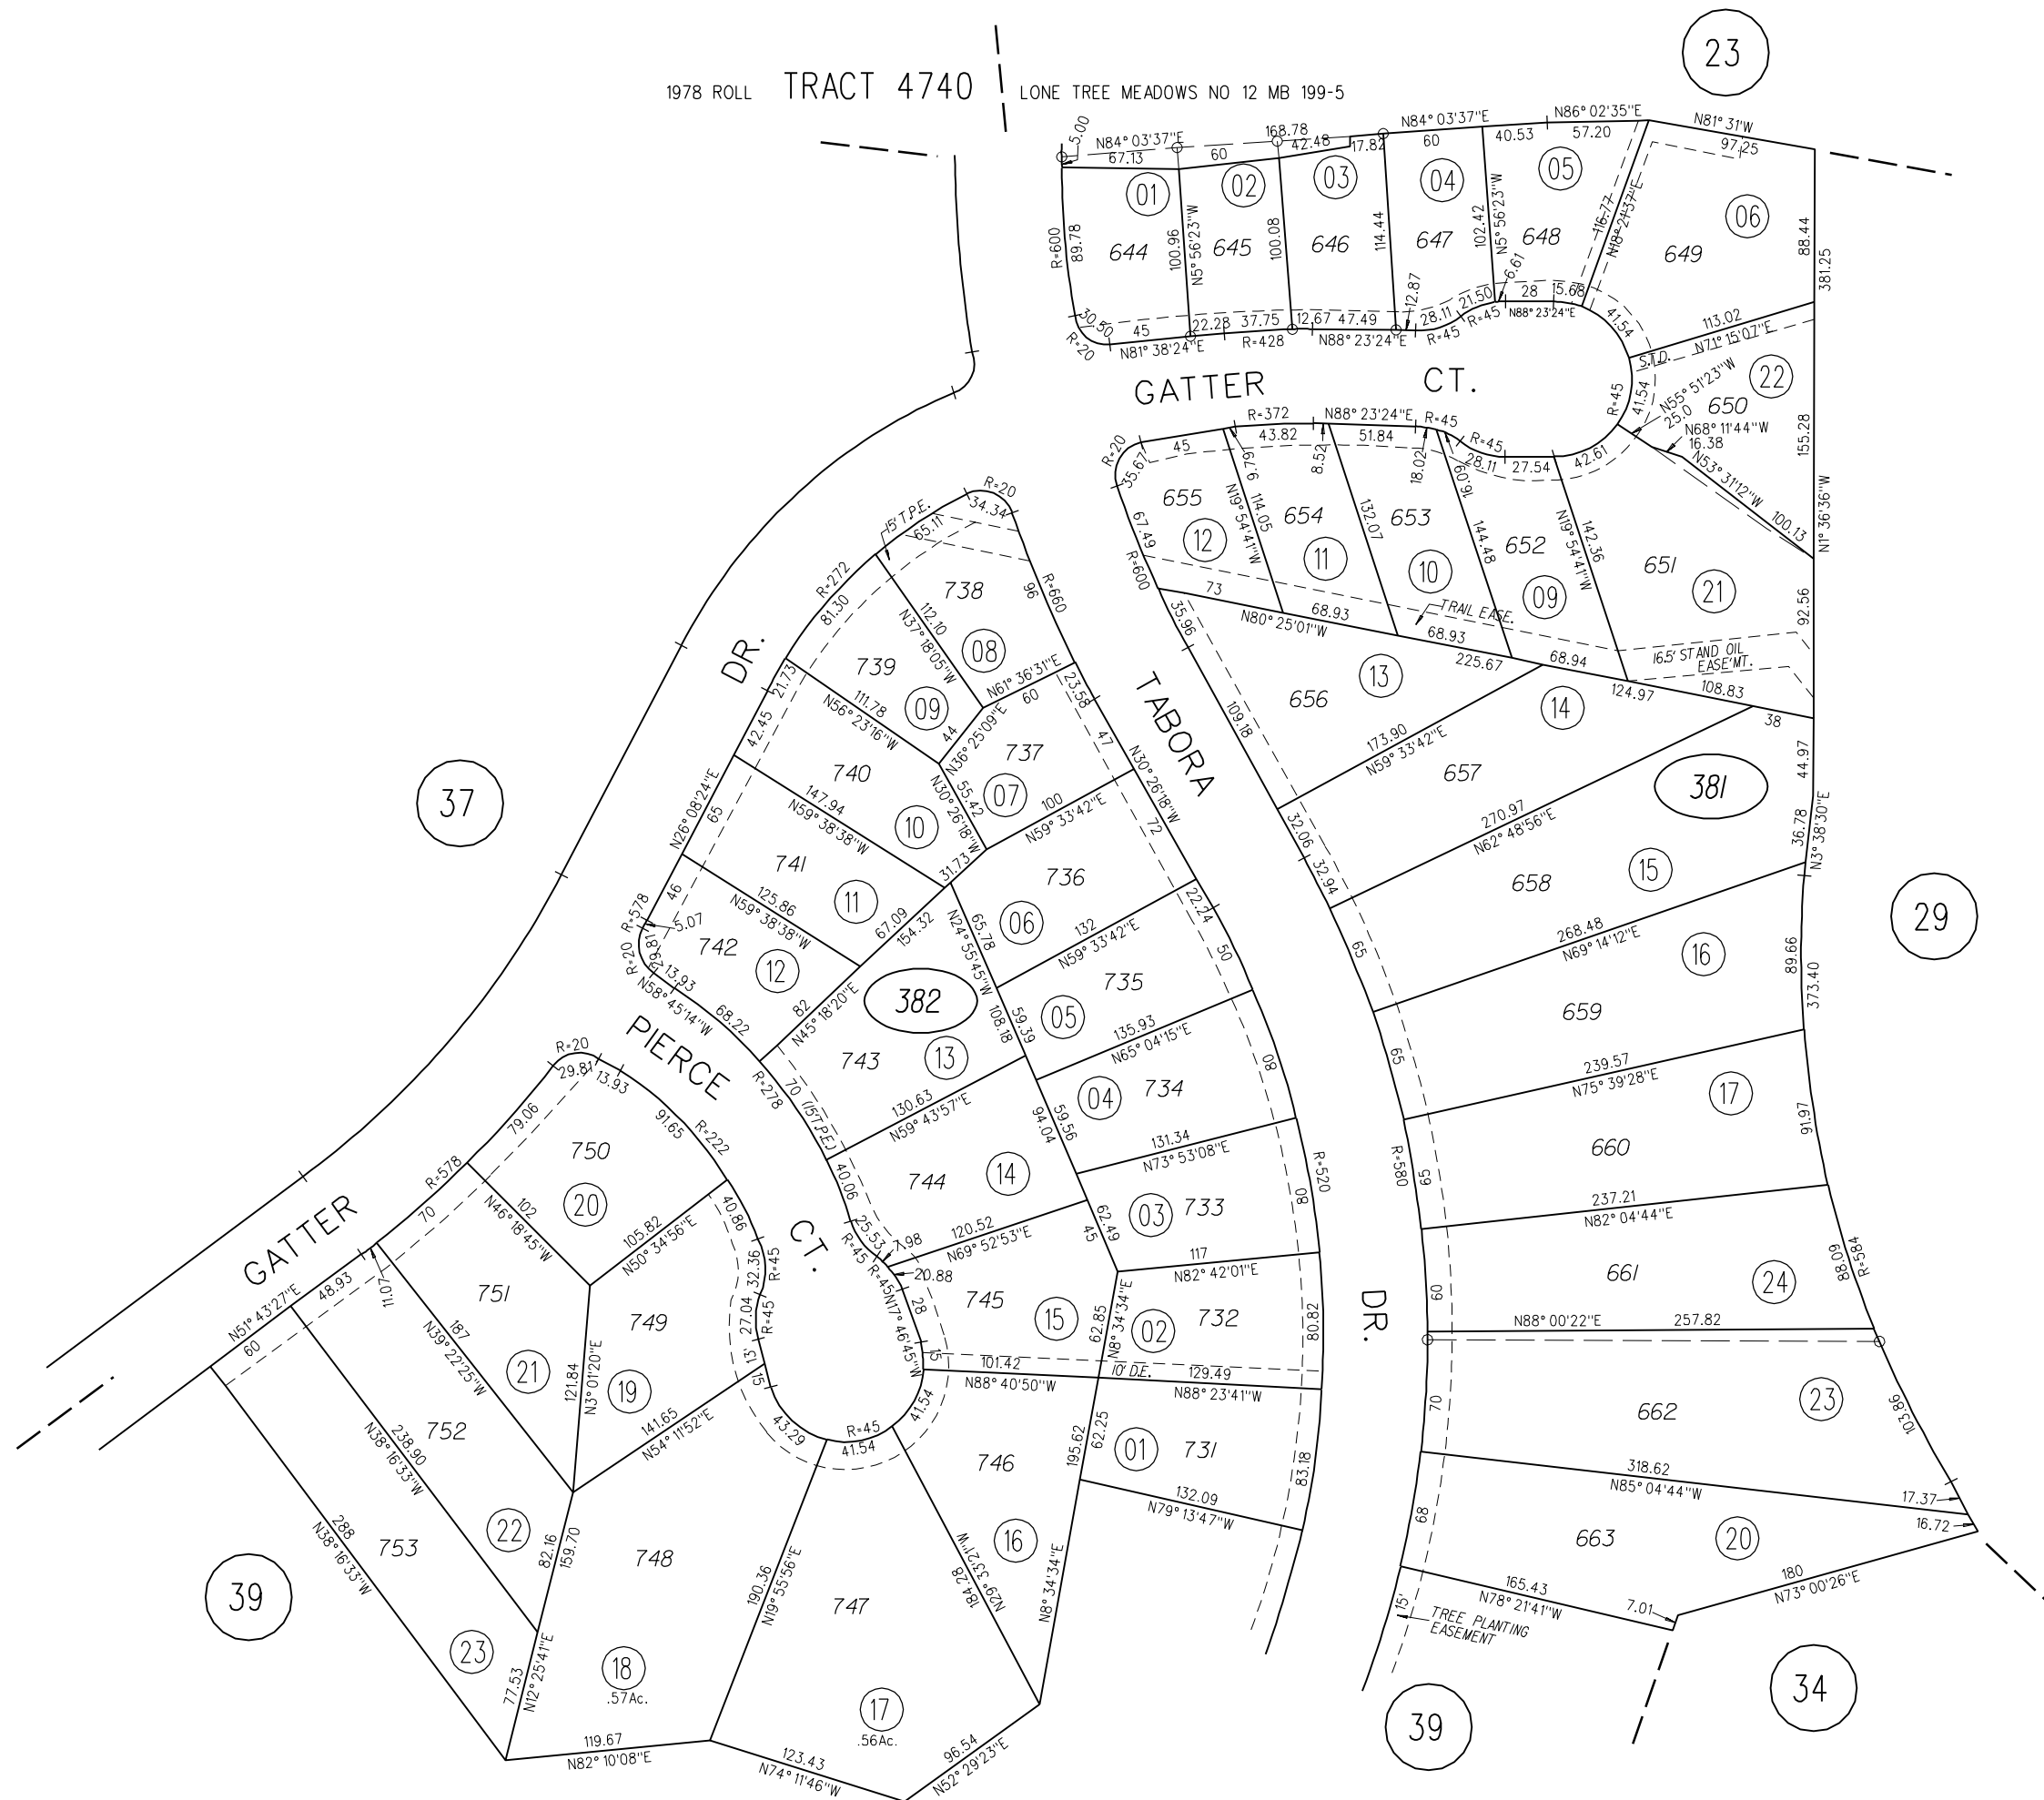 23
1978 ROLL TRACT 4740 LONE TREE MEADOWS NO 12 MB 199-5
5.00
N84° 03'37"E
67.13
168.78
60
42.48
17.82
N84° 03'37"E
60
40.53
N86° 02'35"E
57.20
N81° 31'W
97.25
01
02
03
04
05
06
R=600
89.78
644
100.96
N5° 56'23"W
645
100.08
646
114.44
647
102.42
N5° 56'23"W
648
116.77
N18° 21'37"E
649
88.44
381.25
30.50
R=20
45
N81° 38'24"E
22.28
37.75
R=428
12.67
47.49
N88° 23'24"E
12.87
28.11
R=45
21.50
R=45
6.61
28
N88° 23'24"E
15.68
41.54
113.02
N71° 15'07"E
S.T.D.
GATTER CT.
R=45
41.54
N55° 51'23"W
25.0
650
22
N68° 11'44"W
16.38
N53° 31'12"W
100.13
155.28
N1° 36'36"W
R=20
35.67
45
R=372
43.82
N88° 23'24"E
51.84
R=45
R=45
28.11
27.54
42.61
9.79
8.52
18.02
16.09
67.49
655
12
N19° 54'41"W
114.05
654
11
132.07
653
10
144.48
652
09
N19° 54'41"W
142.36
651
21
92.56
R=600
73
N80° 25'01"W
68.93
TRAIL EASE.
68.93
225.67
68.94
124.97
108.83
38
16.5' STAND OIL
EASE'MT.
35.96
R=20
34.34
15' T.P.E.
65.11
R=272
81.30
738
08
112.10
N37° 18'05"W
96
R=660
N61° 36'31"E
60
23.58
739
09
111.78
N56° 23'16"W
21.73
DR.
44
N36° 25'09"E
42.45
740
10
147.94
N59° 38'38"W
55.42
N30° 26'18"W
737
07
47
100
N59° 33'42"E
N30° 26'18"W
TABORA
656
13
109.18
173.90
N59° 33'42"E
14
657
381
44.97
N26° 08'24"E
65
741
11
125.86
N59° 38'38"W
31.73
67.09
154.32
736
06
72
132
N59° 33'42"E
32.06
32.94
270.97
N62° 48'56"E
658
15
36.78
N3° 38'30"E
37
46
R=578
5.07
R=20
29.81
13.93
N58° 45'14"W
742
12
68.22
82
N45° 18'20"E
382
65.78
N24° 55'45"W
22.24
50
735
05
59.39
108.18
135.93
N65° 04'15"E
65
268.48
N69° 14'12"E
659
16
89.66
373.40
29
PIERCE
743
13
R=278
70
(15'T.P.E.)
130.63
N59° 43'57"E
734
04
59.56
94.04
80
131.34
N73° 53'08"E
65
239.57
N75° 39'28"E
660
17
91.97
R=20
29.81
13.93
79.06
91.65
R=222
750
20
744
14
40.06
25.53
R=45
7.98
120.52
N69° 52'53"E
62.49
45
733
03
80
R=520
117
N82° 42'01"E
R=580
65
237.21
N82° 04'44"E
661
24
88.09
R=584
GATTER
R=578
70
N46° 18'45"W
102
105.82
N50° 34'56"E
40.86
CT.
32.36
R=45
R=45
20.88
28
N17° 46'45"W
15
745
15
62.85
N8° 34'34"E
732
02
80.82
DR.
60
N88° 00'22"E
257.82
N51° 43'27"E
48.93
11.07
60
751
21
187
N39° 22'25"W
121.84
N3° 01'20"E
749
19
27.04
R=45
13
15
141.65
N54° 11'52"E
43.29
R=45
41.54
41.54
101.42
N88° 40'50"W
10' D.E.
129.49
N88° 23'41"W
70
662
23
103.86
752
22
238.90
N38° 16'33"W
746
16
195.62
62.25
01
731
83.18
132.09
N79° 13'47"W
318.62
N85° 04'44"W
17.37
16.72
68
753
23
288
N38° 16'33"W
82.16
159.70
748
18
.57Ac.
190.36
N19° 55'56"E
747
17
.56Ac.
184.28
N29° 33'21"W
N8° 34'34"E
663
20
180
N73° 00'26"E
165.43
N78° 21'41"W
7.01
15'
TREE PLANTING
EASEMENT
39
77.53
N12° 25'41"E
119.67
N82° 10'08"E
123.43
N74° 11'46"W
96.54
N52° 29'23"E
39
34